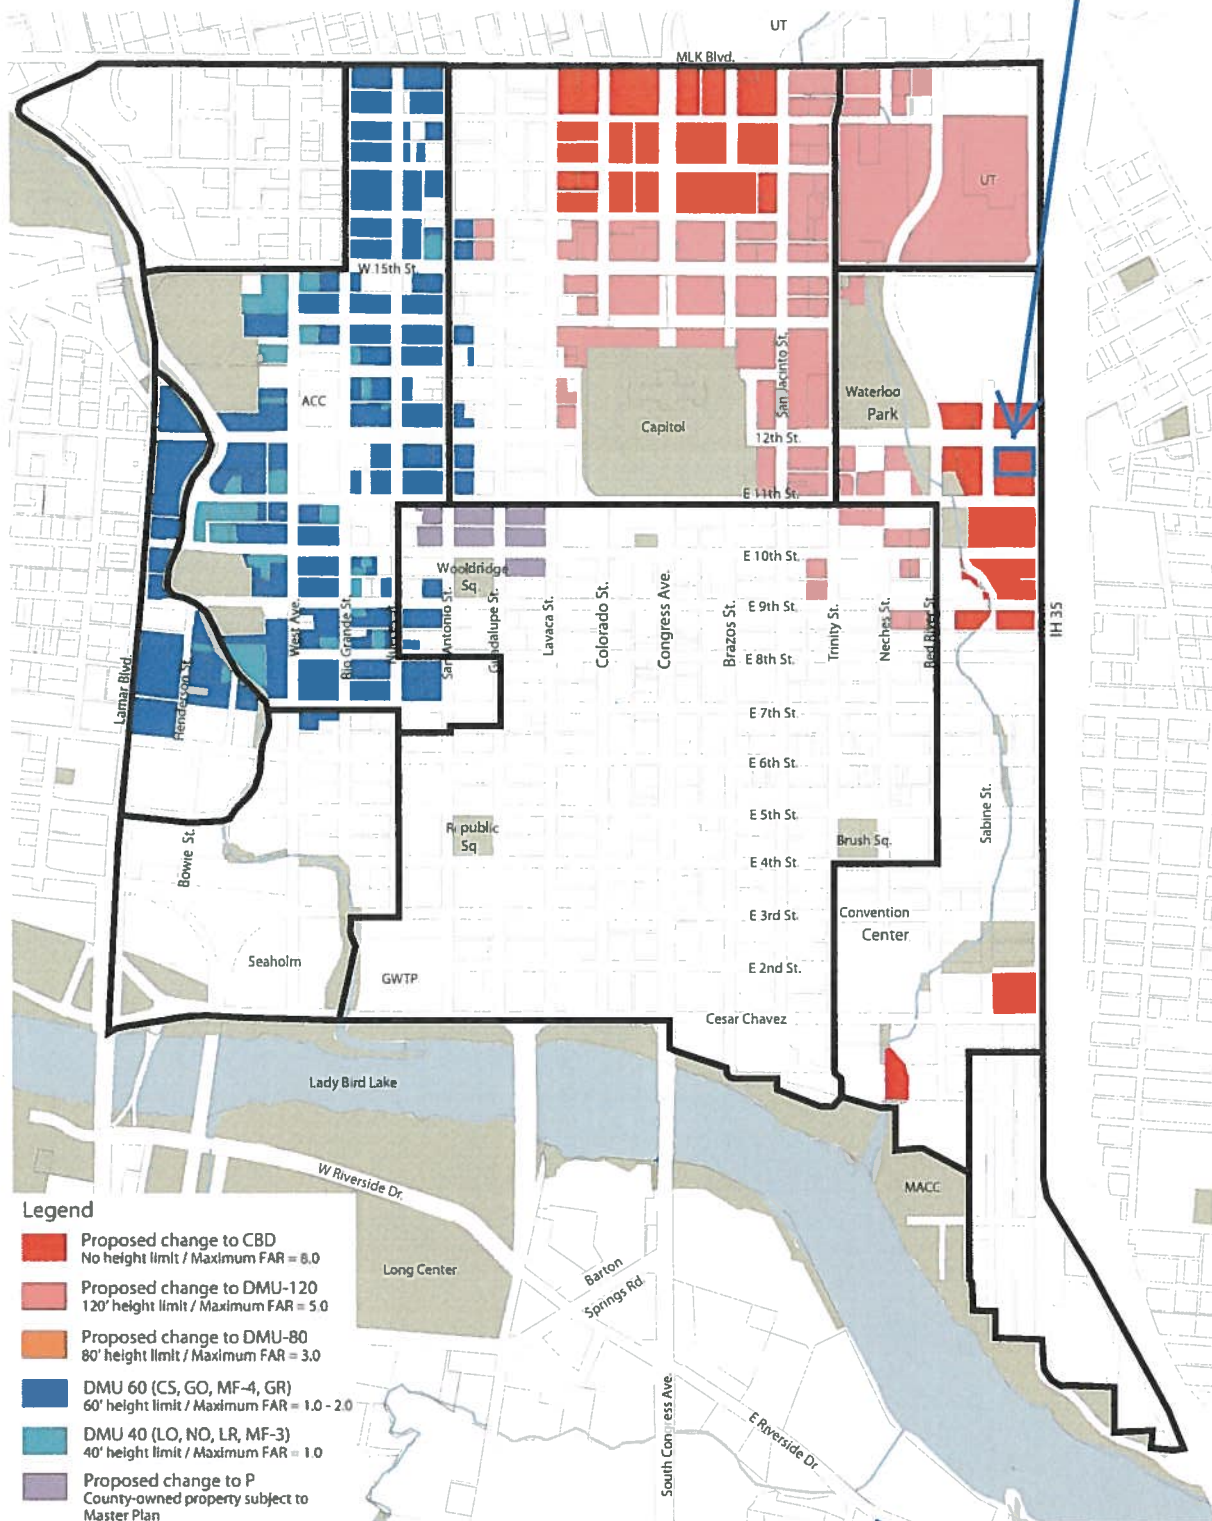 UT
MLK Blvd.
UT
W 15th St.
ACC
San Jacinto St.
Waterloo
Park
Capitol
12th St.
E 11th St.
E 10th St.
Wooldridge
Sq
E 9th St.
West Ave.
Rio Grande St.
San Antonio St.
Guadalupe St.
Lavaca St.
Colorado St.
Congress Ave.
Brazos St.
Trinity St.
Neches St.
Red River St.
IH 35
E 8th St.
Lamar Blvd.
Henderson St.
E 7th St.
E 6th St.
E 5th St.
Sabine St.
Republic
Sq
Brush Sq.
Bowie St.
E 4th St.
E 3rd St.
Convention
Center
Seaholm
GWTP
E 2nd St.
Cesar Chavez
Lady Bird Lake
W Riverside Dr.
MACC
Long Center
Barton
Springs Rd.
South Congress Ave.
E Riverside Dr.
Legend
Proposed change to CBD
No height limit / Maximum FAR = 8.0
Proposed change to DMU-120
120' height limit / Maximum FAR = 5.0
Proposed change to DMU-80
80' height limit / Maximum FAR = 3.0
DMU 60 (CS, GO, MF-4, GR)
60' height limit / Maximum FAR = 1.0 - 2.0
DMU 40 (LO, NO, LR, MF-3)
40' height limit / Maximum FAR = 1.0
Proposed change to P
County-owned property subject to
Master Plan